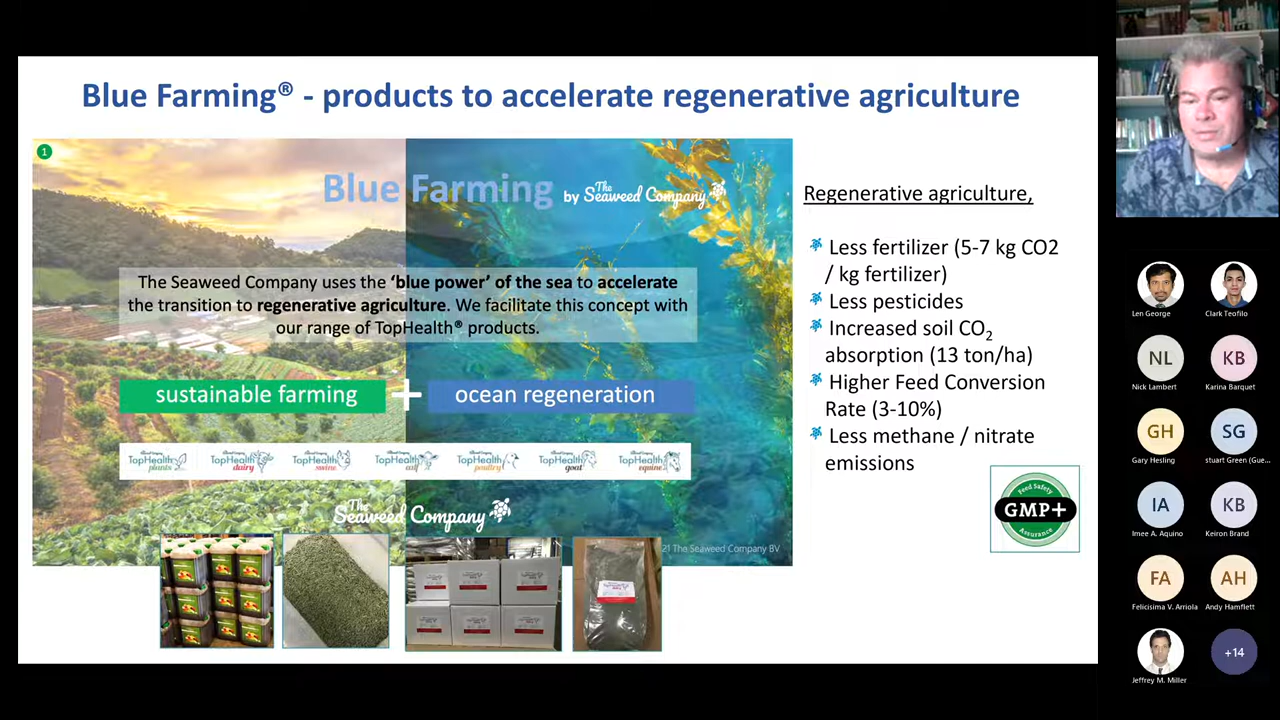 Blue Farming® - products to accelerate regenerative agriculture
1
Blue Farming by The Seaweed Company
The Seaweed Company uses the ‘blue power’ of the sea to accelerate
the transition to regenerative agriculture. We facilitate this concept with
our range of TopHealth® products.
sustainable farming + ocean regeneration
TopHealth plants
TopHealth dairy
TopHealth swine
TopHealth calf
TopHealth poultry
TopHealth goat
TopHealth equine
The Seaweed Company
21 The Seaweed Company BV
Regenerative agriculture,
Less fertilizer (5-7 kg CO2
/ kg fertilizer)
Less pesticides
Increased soil CO2
absorption (13 ton/ha)
Higher Feed Conversion
Rate (3-10%)
Less methane / nitrate
emissions
Feed Safety
GMP+
Assurance
Len George
Clark Teofilo
NL
KB
Nick Lambert
Karina Barquet
GH
SG
Gary Hesling
stuart Green (Gue...
IA
KB
Imee A. Aquino
Keiron Brand
FA
AH
Felicisima V. Arriola
Andy Hamflett
+14
Jeffrey M. Miller